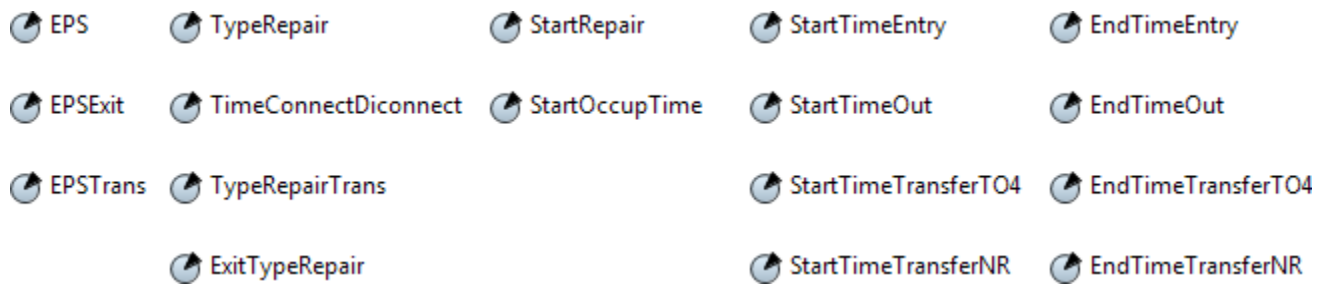 EPS TypeRepair StartRepair StartTimeEntry EndTimeEntry
EPSExit TimeConnectDiconnect StartOccupTime StartTimeOut EndTimeOut
EPSTrans TypeRepairTrans StartTimeTransferTO4 EndTimeTransferTO4
ExitTypeRepair StartTimeTransferNR EndTimeTransferNR